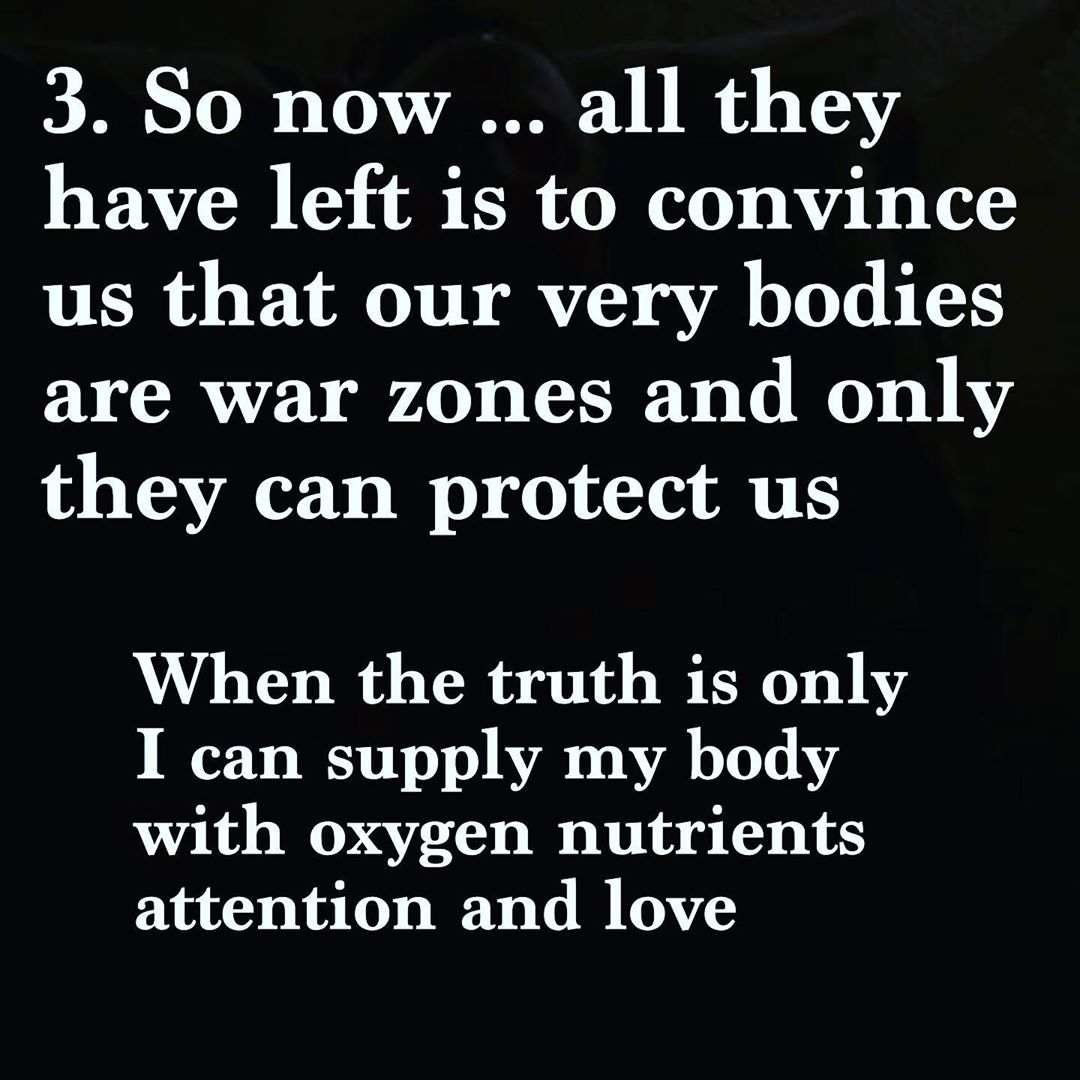 3. So now ... all they
have left is to convince
us that our very bodies
are war zones and only
they can protect us
When the truth is only
I can supply my body
with oxygen nutrients
attention and love